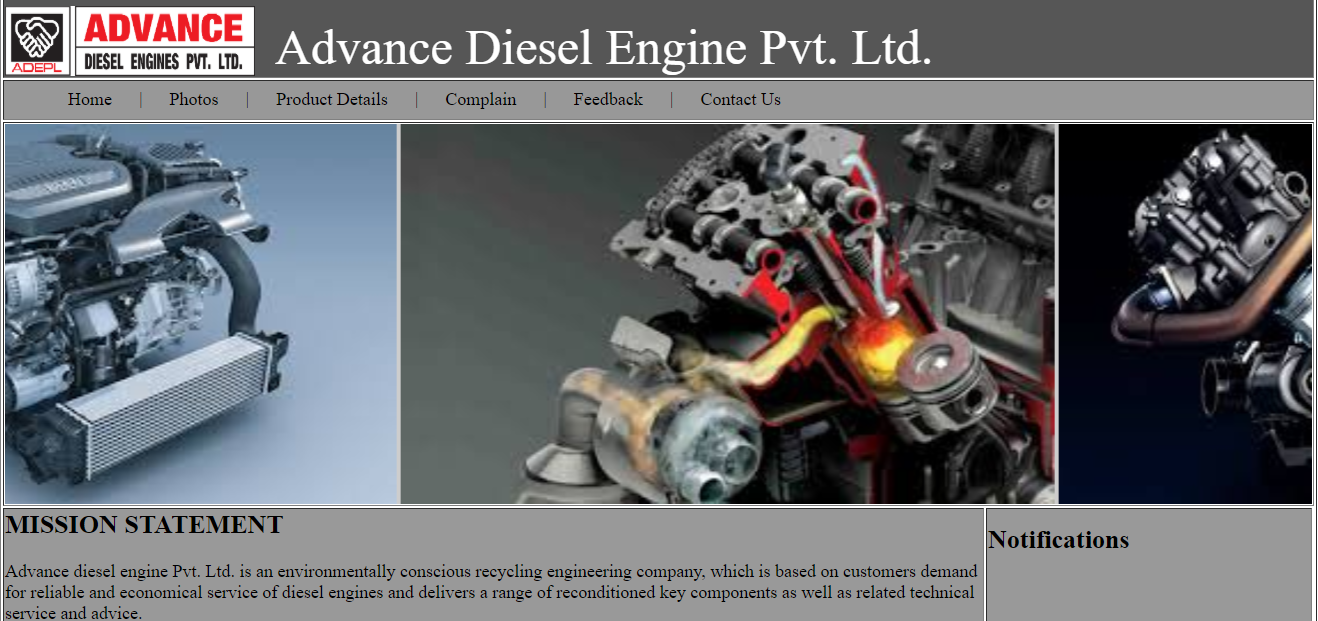 ADEPL
ADVANCE
DIESEL ENGINES PVT. LTD.
Advance Diesel Engine Pvt. Ltd.
Home | Photos | Product Details | Complain | Feedback | Contact Us
MISSION STATEMENT
Advance diesel engine Pvt. Ltd. is an environmentally conscious recycling engineering company, which is based on customers demand
for reliable and economical service of diesel engines and delivers a range of reconditioned key components as well as related technical
service and advice.
Notifications